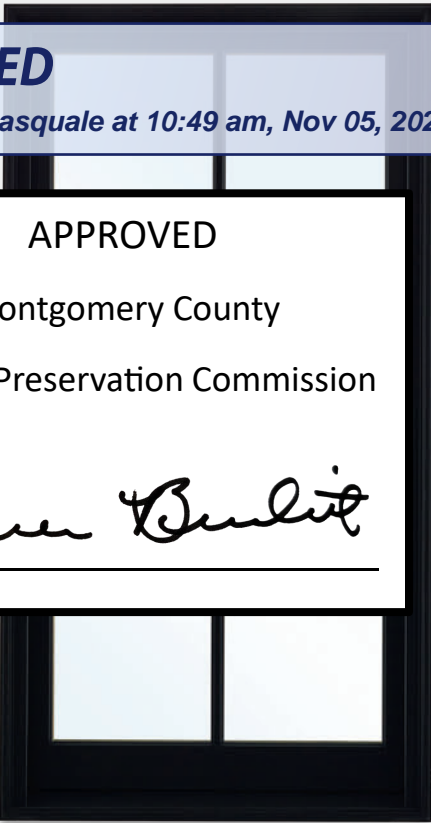 ED
asquale at 10:49 am, Nov 05, 202
APPROVED
ontgomery County
Preservation Commission